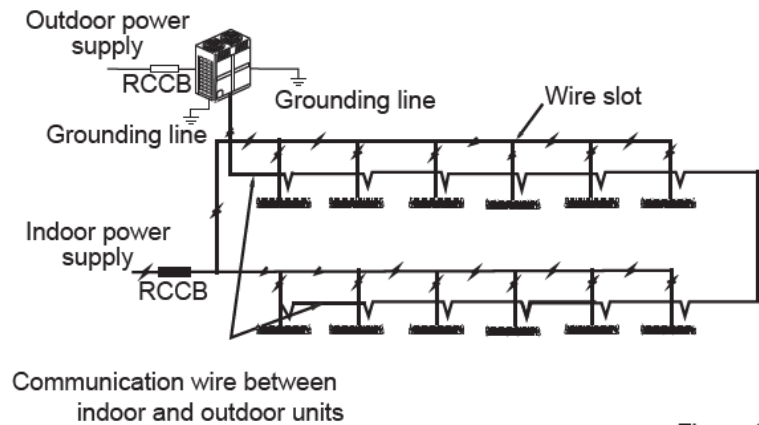 Outdoor power
supply
RCCB
Grounding line
Wire slot
Grounding line
Indoor power
supply
RCCB
Communication wire between
indoor and outdoor units